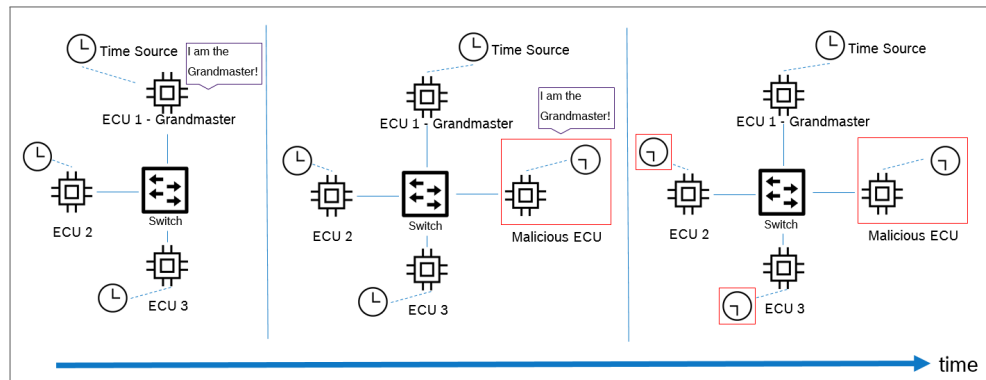 Time Source
I am the
Grandmaster!
ECU 1 - Grandmaster
ECU 2
Switch
ECU 3
Time Source
I am the
Grandmaster!
ECU 1 - Grandmaster
ECU 2
Switch
Malicious ECU
ECU 3
Time Source
ECU 1 - Grandmaster
ECU 2
Switch
Malicious ECU
ECU 3
time